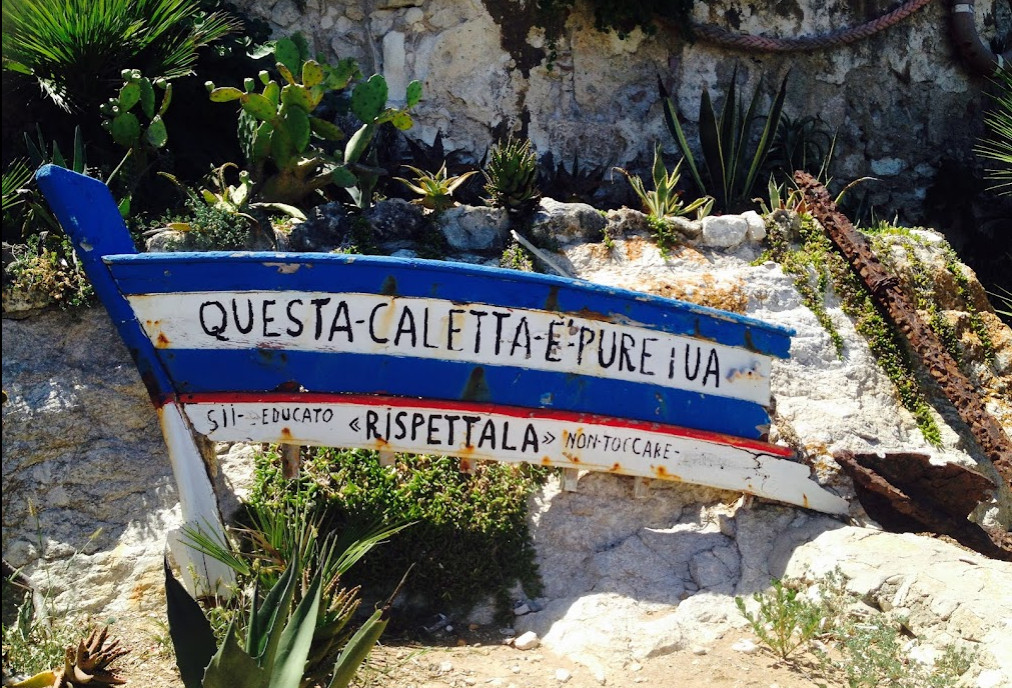 QUESTA-CALETTA-E'-PURE TUA
SII- EDUCATO «RISPETTALA» NON-TOCCARE-